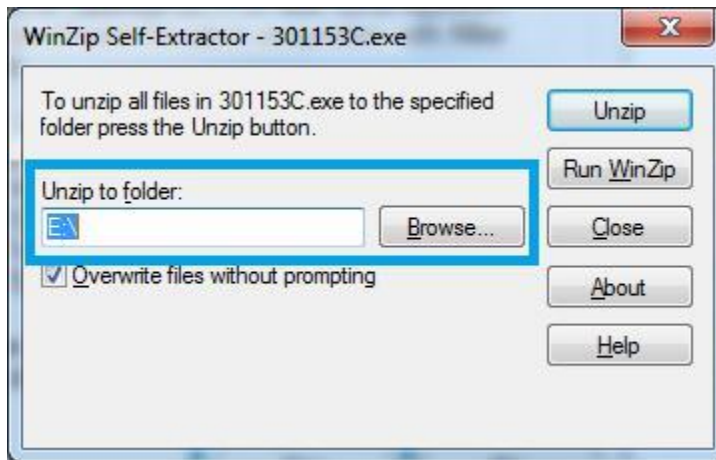 WinZip Self-Extractor - 301153C.exe
To unzip all files in 301153C.exe to the specified
folder press the Unzip button.
Unzip to folder:
E:\
Browse...
Overwrite files without prompting
Unzip
Run WinZip
Close
About
Help